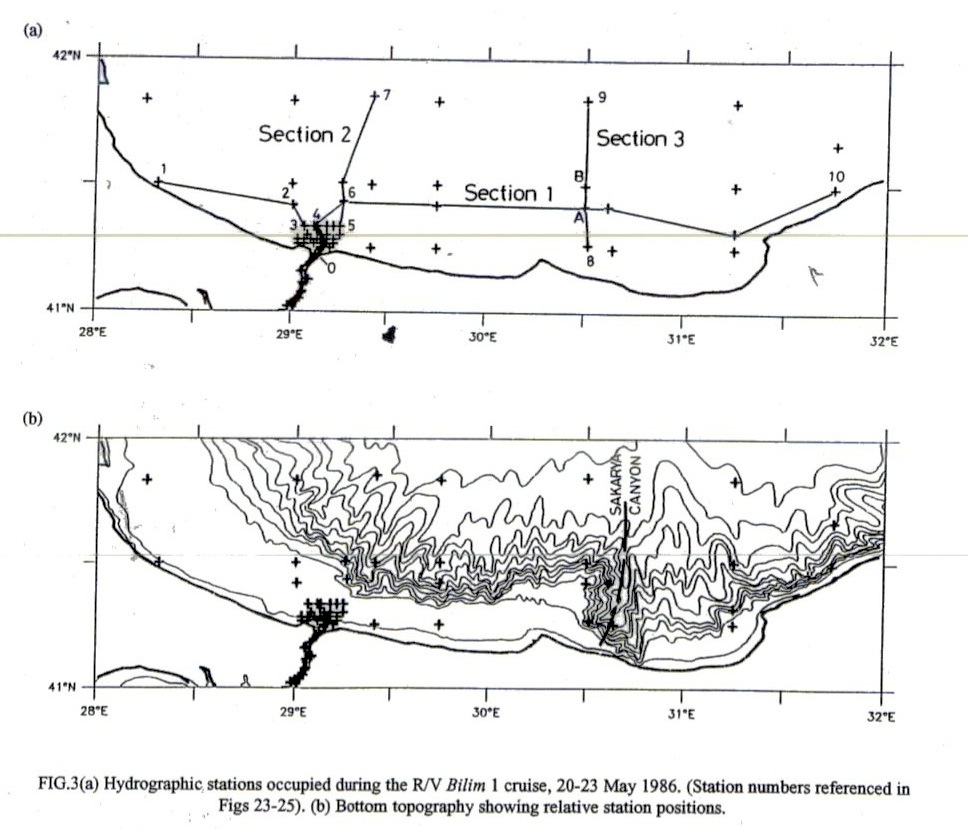 (a)
42°N
7
9
Section 2
Section 3
1
10
B
2
6
Section 1
A
3
4
5
8
0
41°N
28°E
29°E
30°E
31°E
32°E
(b)
42°N
SAKARYA
CANYON
41°N
28°E
29°E
30°E
31°E
32°E
FIG.3(a) Hydrographic stations occupied during the R/V Bilim 1 cruise, 20-23 May 1986. (Station numbers referenced in
Figs 23-25). (b) Bottom topography showing relative station positions.